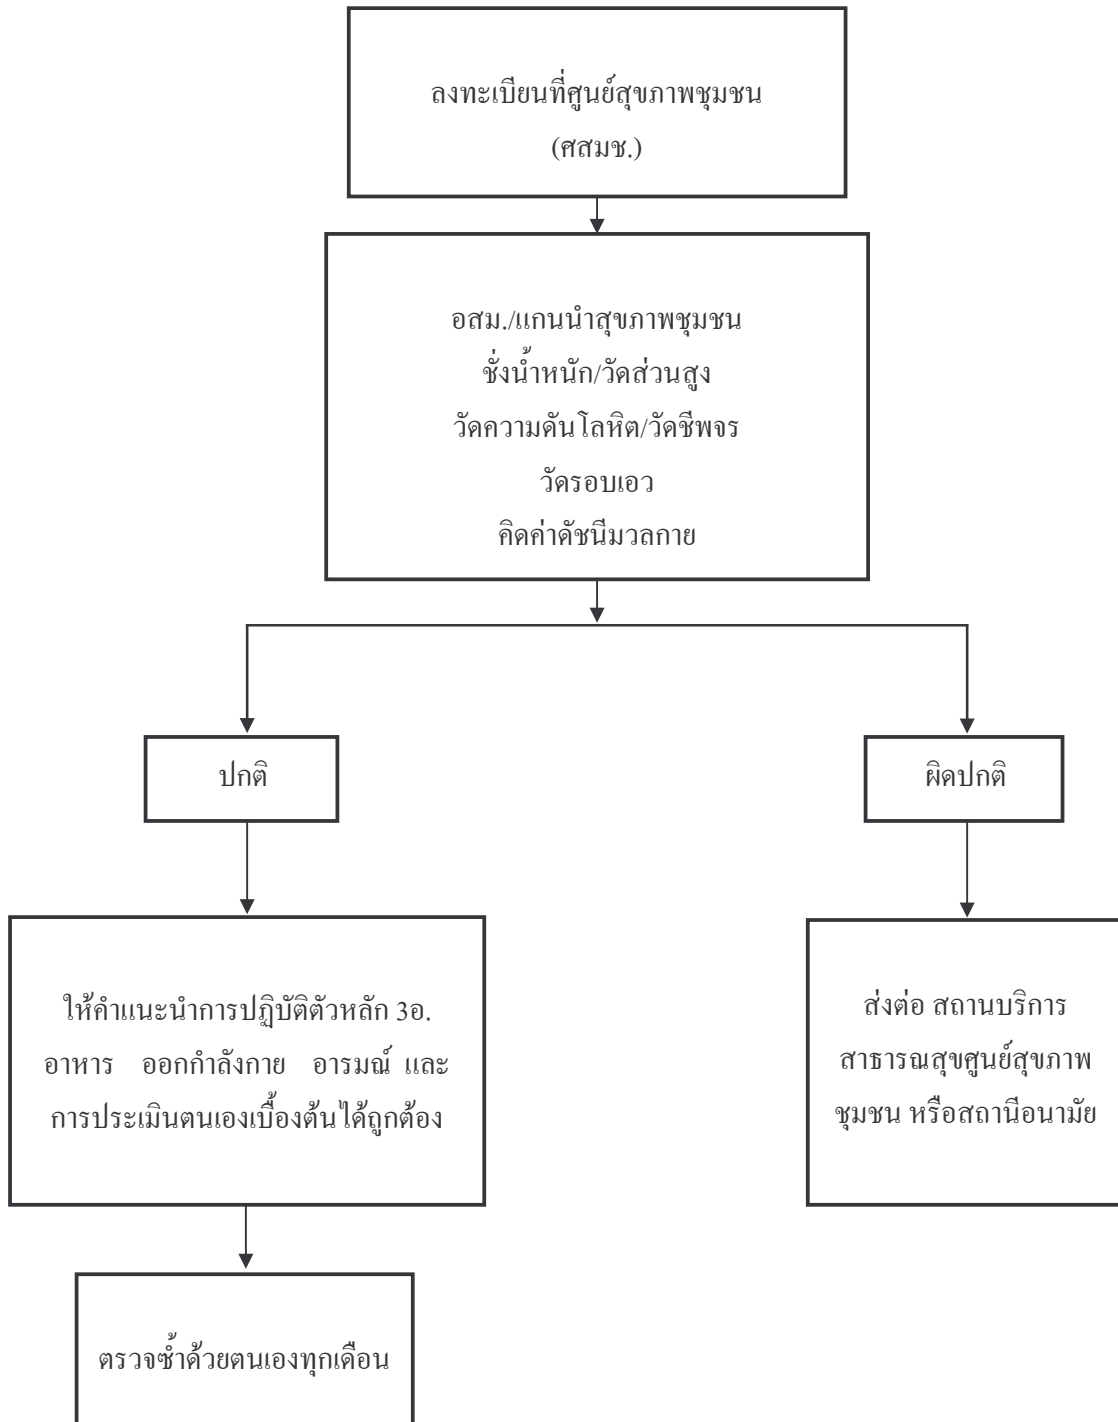 ลงทะเบียนที่ศูนย์สุขภาพชุมชน
(ศสมช.)
อสม./แกนนำสุขภาพชุมชน
ชั่งน้ำหนัก/วัดส่วนสูง
วัดความดันโลหิต/วัดชีพจร
วัดรอบเอว
คิดค่าดัชนีมวลกาย
ปกติ
ผิดปกติ
ให้คำแนะนำการปฏิบัติตัวหลัก 3อ.
อาหาร ออกกำลังกาย อารมณ์ และ
การประเมินตนเองเบื้องต้นได้ถูกต้อง
ส่งต่อ สถานบริการ
สาธารณสุขศูนย์สุขภาพ
ชุมชน หรือสถานีอนามัย
ตรวจซ้ำด้วยตนเองทุกเดือน